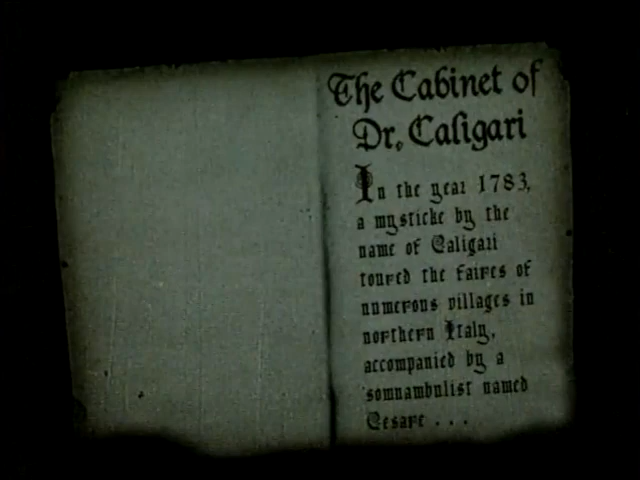 The Cabinet of
Dr. Caligari
In the year 1783,
a mysticke by the
name of Caligari
toured the faires of
numerous villages in
northern Italy,
accompanied by a
somnambulist named
Cesare . . .